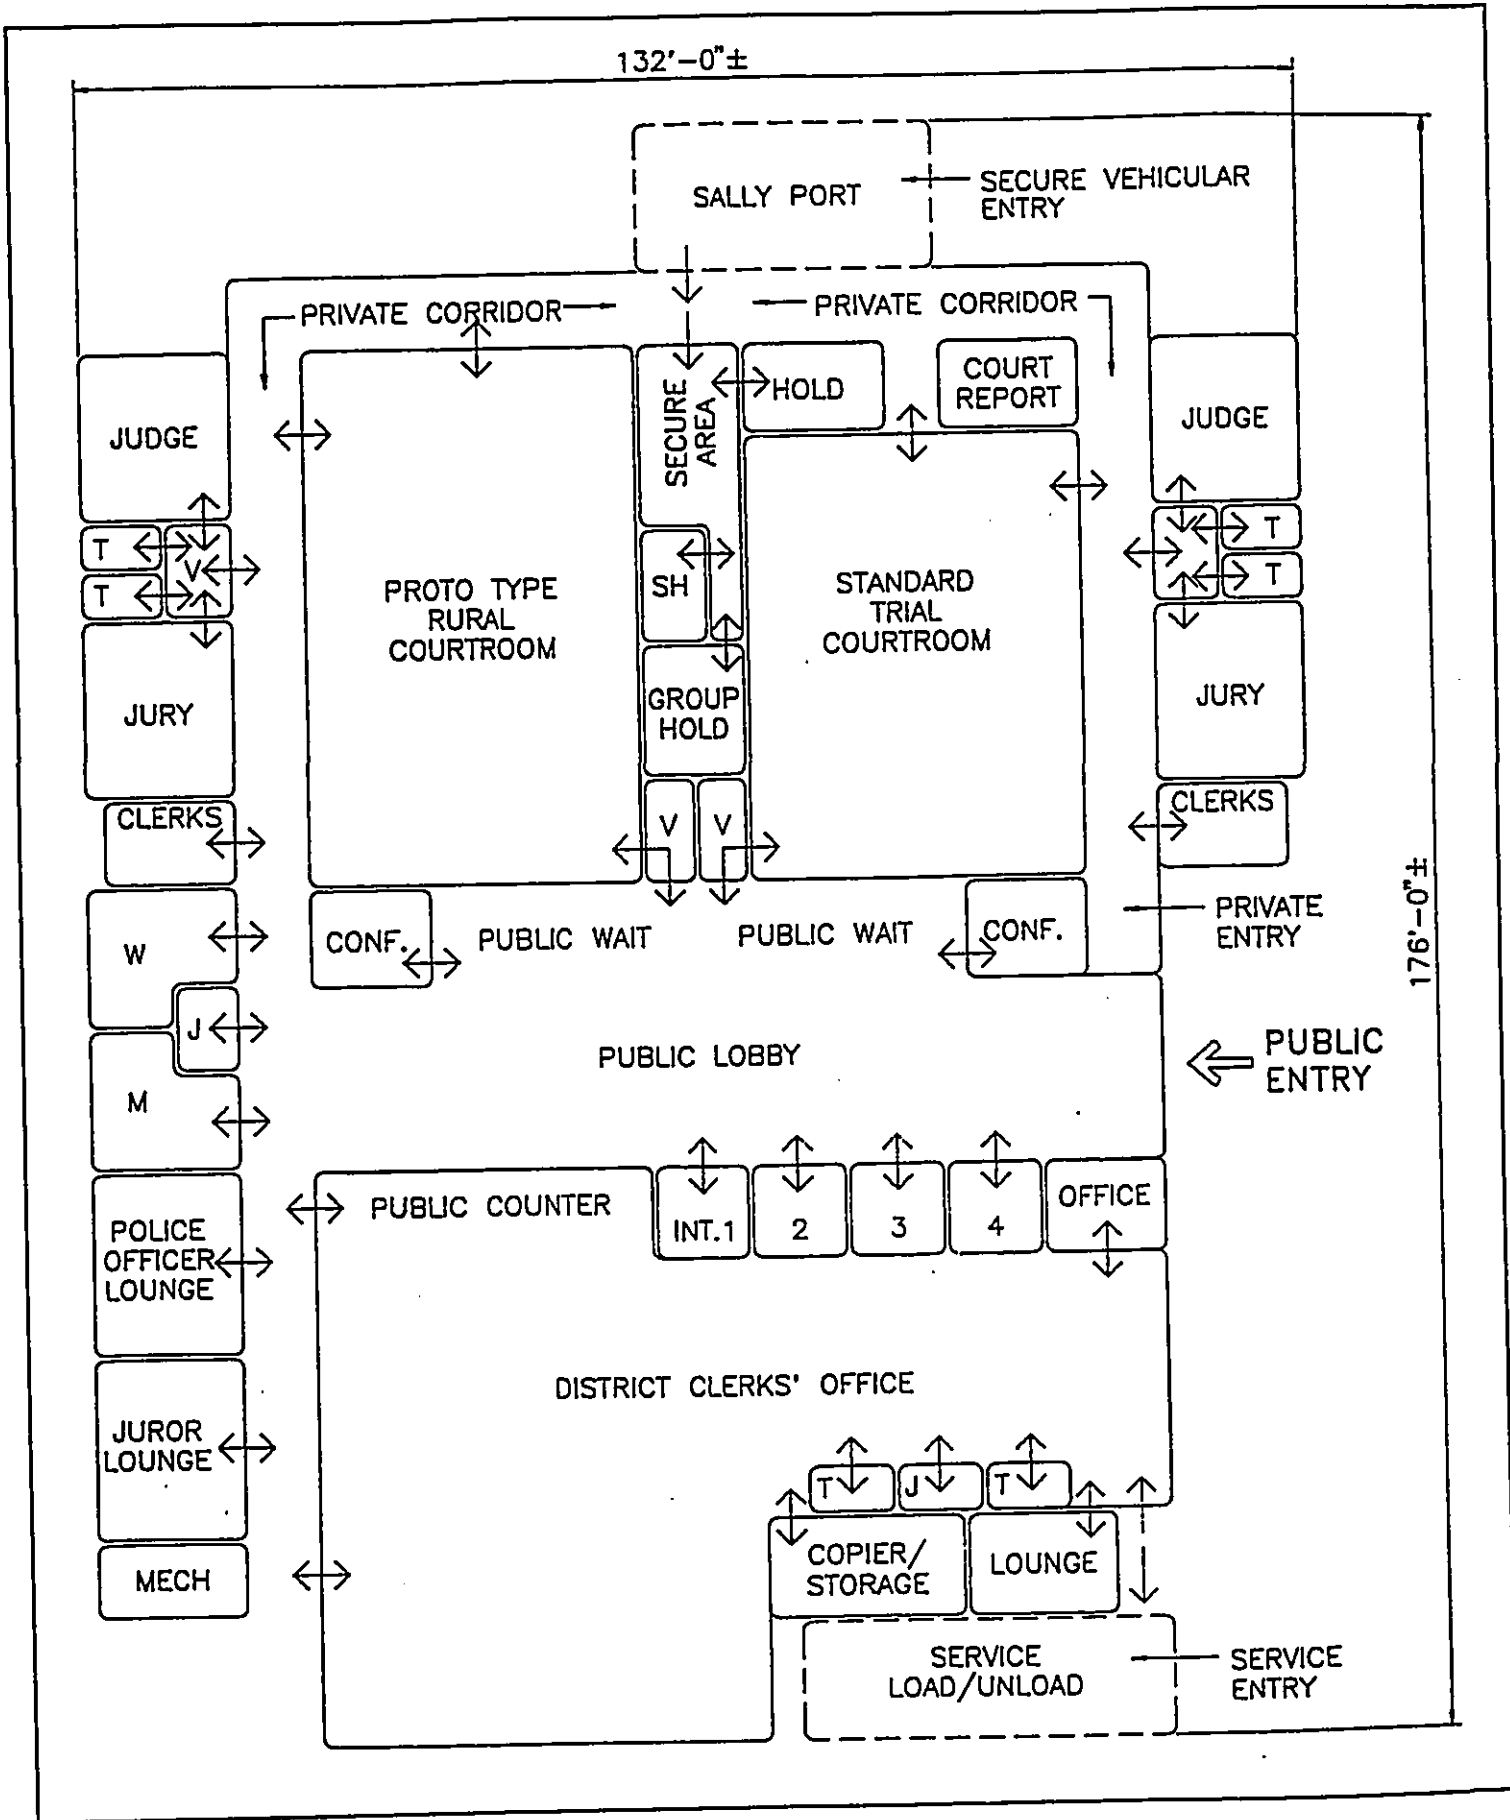 132'-0"±
SALLY PORT
SECURE VEHICULAR
ENTRY
PRIVATE CORRIDOR
PRIVATE CORRIDOR
JUDGE
SECURE
AREA
HOLD
COURT
REPORT
JUDGE
T
V
T
T
T
PROTO TYPE
RURAL
COURTROOM
SH
STANDARD
TRIAL
COURTROOM
JURY
GROUP
HOLD
JURY
CLERKS
V
V
CLERKS
W
CONF.
PUBLIC WAIT
PUBLIC WAIT
CONF.
PRIVATE
ENTRY
176'-0"±
J
PUBLIC LOBBY
PUBLIC
ENTRY
M
PUBLIC COUNTER
INT.1
2
3
4
OFFICE
POLICE
OFFICER
LOUNGE
DISTRICT CLERKS' OFFICE
JUROR
LOUNGE
T
J
T
MECH
COPIER/
STORAGE
LOUNGE
SERVICE
LOAD/UNLOAD
SERVICE
ENTRY